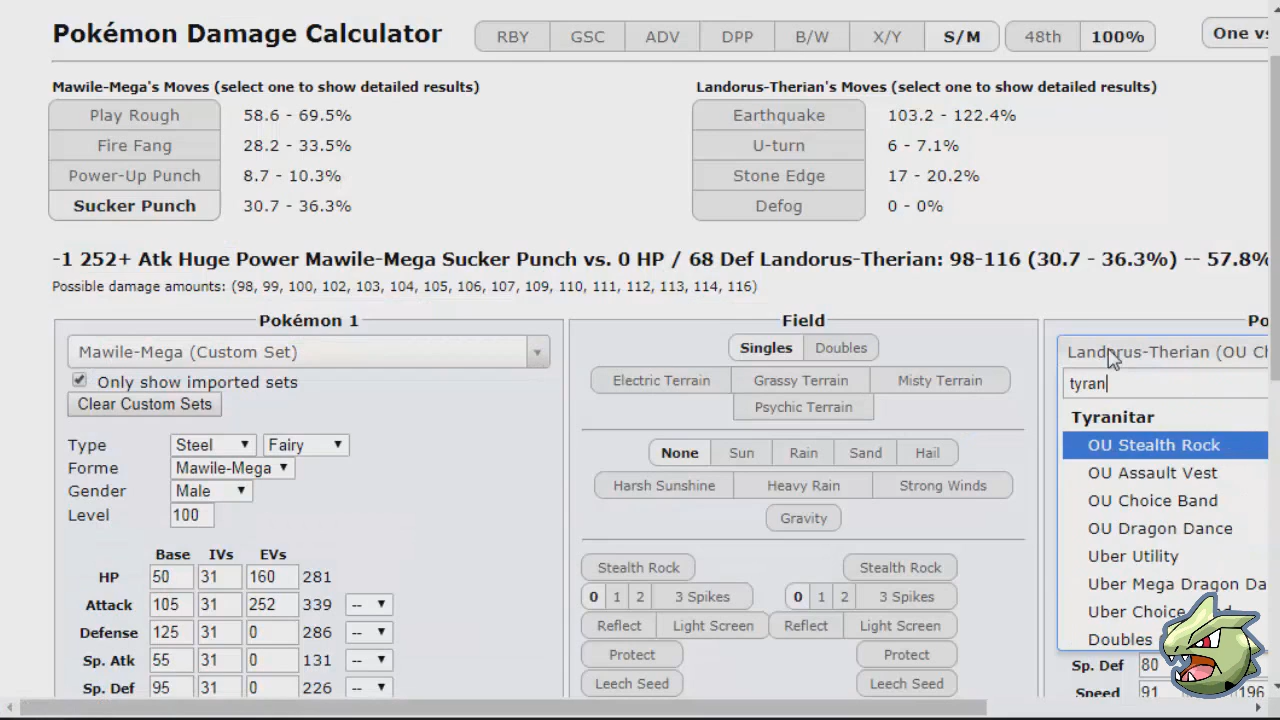 Pokémon Damage Calculator
RBY GSC ADV DPP B/W X/Y S/M 48th 100% One vs
Mawile-Mega's Moves (select one to show detailed results) Landorus-Therian's Moves (select one to show detailed results)
Play Rough 58.6 - 69.5% Earthquake 103.2 - 122.4%
Fire Fang 28.2 - 33.5% U-turn 6 - 7.1%
Power-Up Punch 8.7 - 10.3% Stone Edge 17 - 20.2%
Sucker Punch 30.7 - 36.3% Defog 0 - 0%
-1 252+ Atk Huge Power Mawile-Mega Sucker Punch vs. 0 HP / 68 Def Landorus-Therian: 98-116 (30.7 - 36.3%) -- 57.8%
Possible damage amounts: (98, 99, 100, 102, 103, 104, 105, 106, 107, 109, 110, 111, 112, 113, 114, 116)
Pokémon 1
Mawile-Mega (Custom Set)
Only show imported sets
Clear Custom Sets
Type Steel Fairy
Forme Mawile-Mega
Gender Male
Level 100
Base IVs EVs
HP 50 31 160 281
Attack 105 31 252 339 --
Defense 125 31 0 286 --
Sp. Atk 55 31 0 131 --
Sp. Def 95 31 0 226 --
Field
Singles Doubles
Electric Terrain Grassy Terrain Misty Terrain
Psychic Terrain
None Sun Rain Sand Hail
Harsh Sunshine Heavy Rain Strong Winds
Gravity
Stealth Rock Stealth Rock
0 1 2 3 Spikes 0 1 2 3 Spikes
Reflect Light Screen Reflect Light Screen
Protect Protect
Leech Seed Leech Seed
Po
Landorus-Therian (OU Ch
tyran
Tyranitar
OU Stealth Rock
OU Assault Vest
OU Choice Band
OU Dragon Dance
Uber Utility
Uber Mega Dragon Da
Uber Choice
Doubles
Sp. Def 80
Speed 91 196